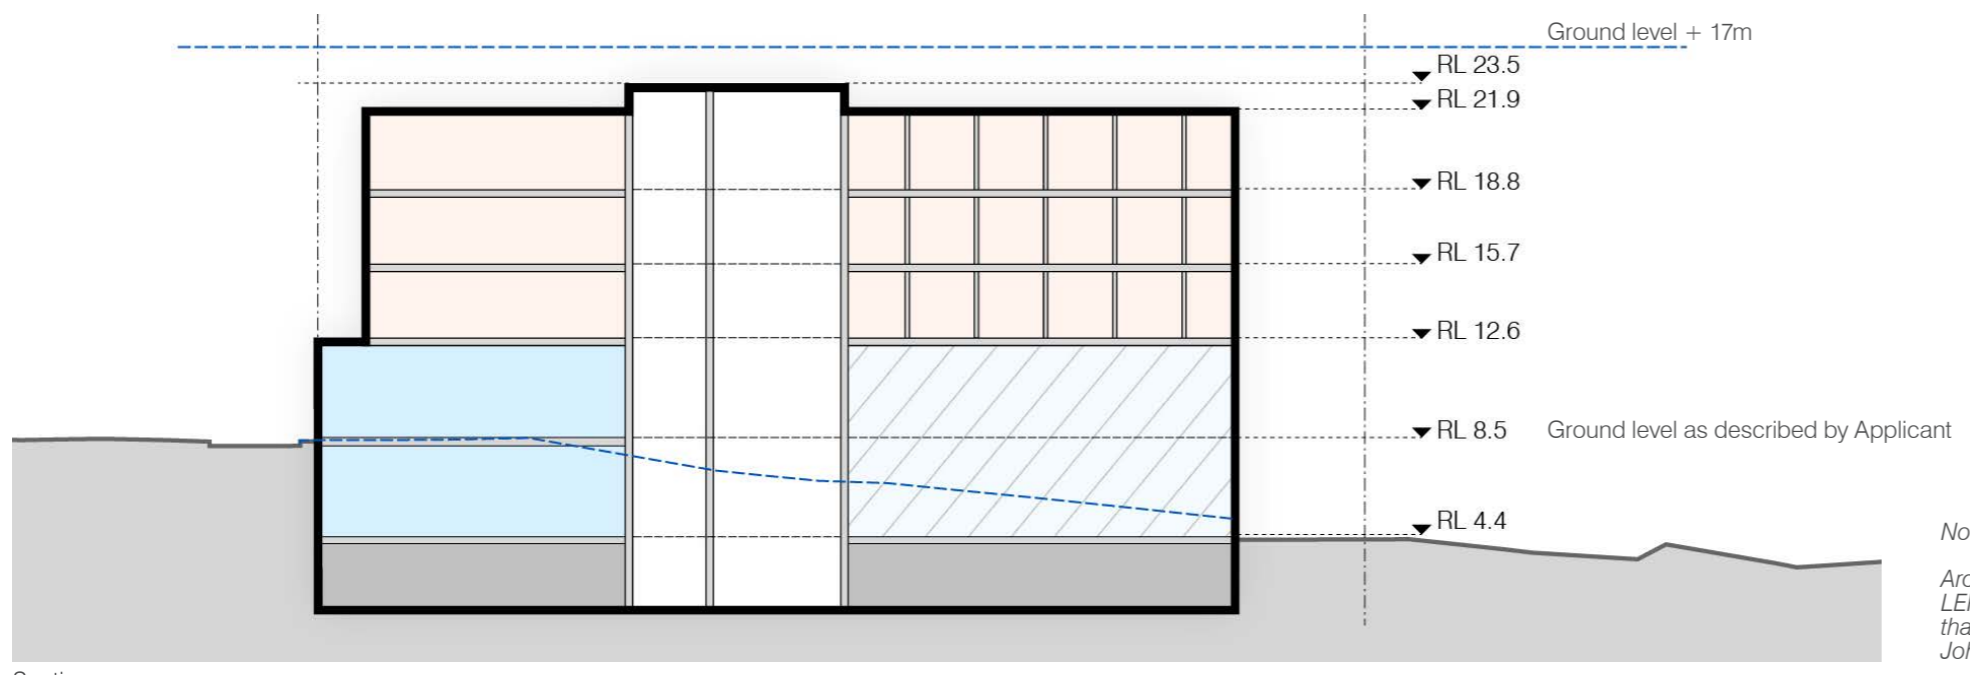 Ground level + 17m
RL 23.5
RL 21.9
RL 18.8
RL 15.7
RL 12.6
RL 8.5 Ground level as described by Applicant
RL 4.4